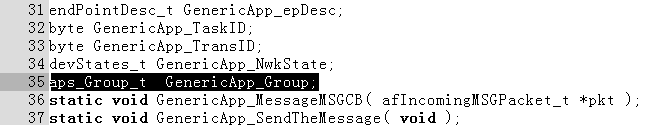 31 endPointDesc_t GenericApp_epDesc;
32 byte GenericApp_TaskID;
33 byte GenericApp_TransID;
34 devStates_t GenericApp_NwkState;
35 aps_Group_t  GenericApp_Group;
36 static void GenericApp_MessageMSGCB( afIncomingMSGPacket_t *pkt );
37 static void GenericApp_SendTheMessage( void );